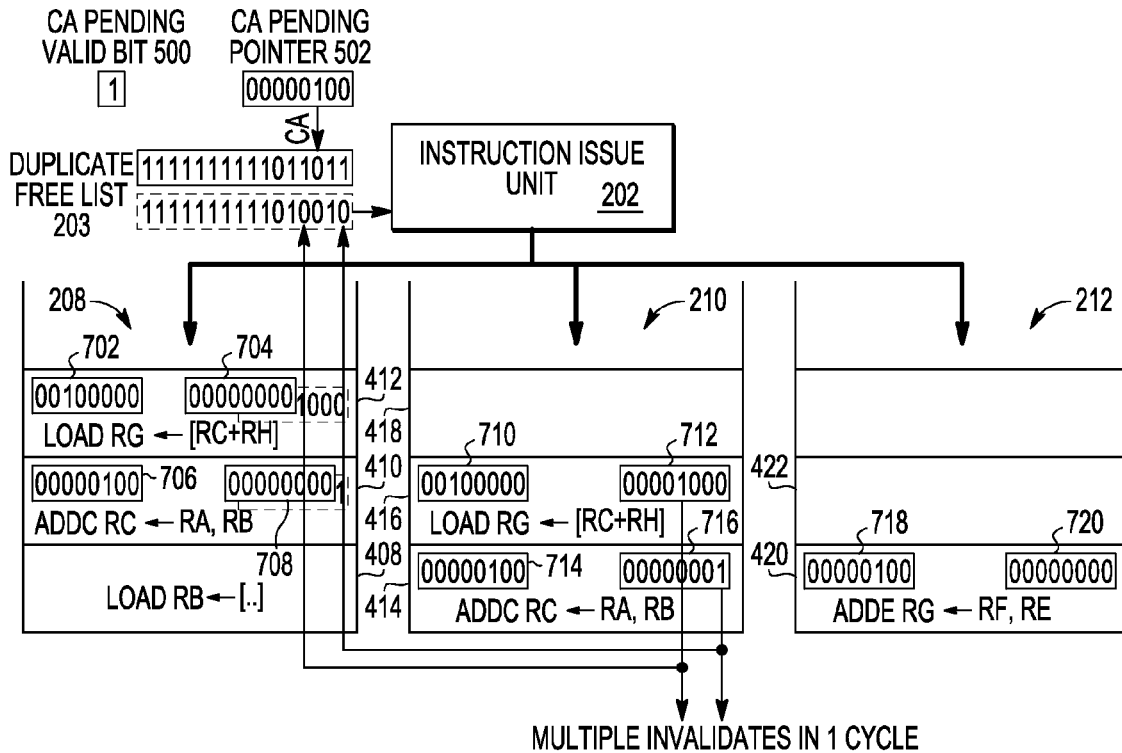 CA PENDING
VALID BIT 500
1
CA PENDING
POINTER 502
00000100
CA
DUPLICATE
FREE LIST
203
1111111111011011
1111111111010010
INSTRUCTION ISSUE
UNIT
202
208
210
212
702
704
00100000
00000000
1000
LOAD RG ← [RC+RH]
412
418
00000100
706
00000000
1
ADDC RC ← RA, RB
708
410
416
710
712
00100000
00001000
LOAD RG ← [RC+RH]
422
LOAD RB ← [..]
408
414
00000100
714
716
00000001
ADDC RC ← RA, RB
420
718
720
00000100
00000000
ADDE RG ← RF, RE
MULTIPLE INVALIDATES IN 1 CYCLE